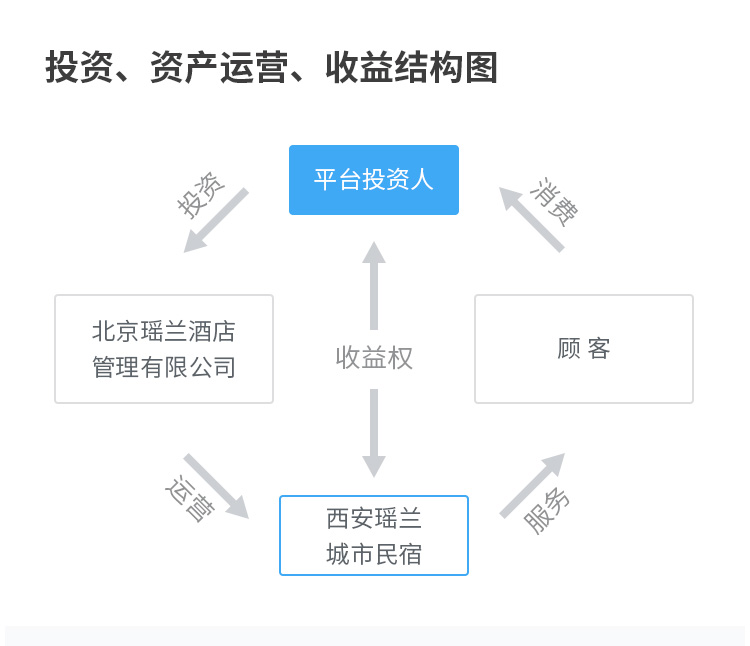 投资、资产运营、收益结构图
平台投资人
投资
消费
北京瑶兰酒店
管理有限公司
收益权
顾 客
运营
服务
西安瑶兰
城市民宿